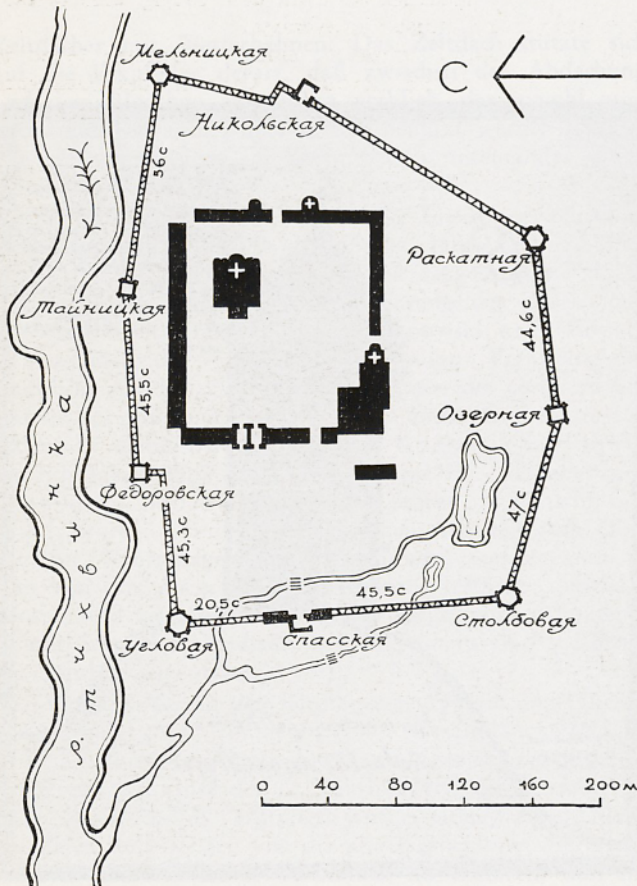 Мельницкая
С
Никольская
56с
Раскатная
Тайницкая
44,6с
45,5с
Озерная
Федоровская
47с
45,3с
р. Тихвинка
20,5с
45,5с
Угловая
Спасская
Столбовая
0 40 80 120 160 200 м